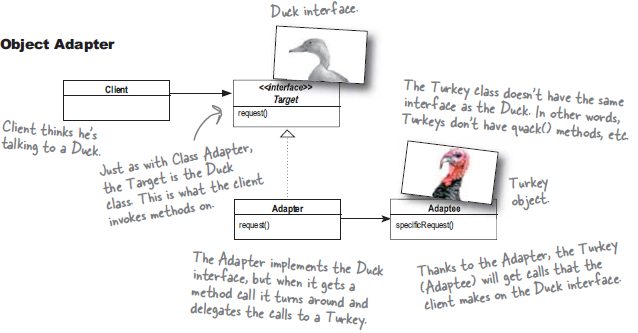 Duck interface.
Object Adapter
Client
<<interface>>
Target
request()
Client thinks he's
talking to a Duck.
Just as with Class Adapter,
the Target is the Duck
class. This is what the client
invokes methods on.
The Turkey class doesn't have the same
interface as the Duck. In other words,
Turkeys don't have quack() methods, etc.
Turkey
object.
Adapter
request()
Adaptee
specificRequest()
The Adapter implements the Duck
interface, but when it gets a
method call it turns around and
delegates the calls to a Turkey.
Thanks to the Adapter, the Turkey
(Adaptee) will get calls that the
client makes on the Duck interface.